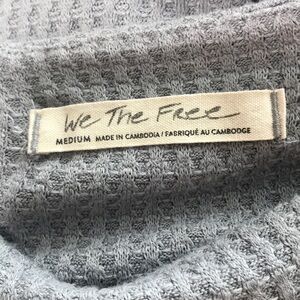 We The Free
MEDIUM MADE IN CAMBODIA / FABRIQUÉ AU CAMBODGE